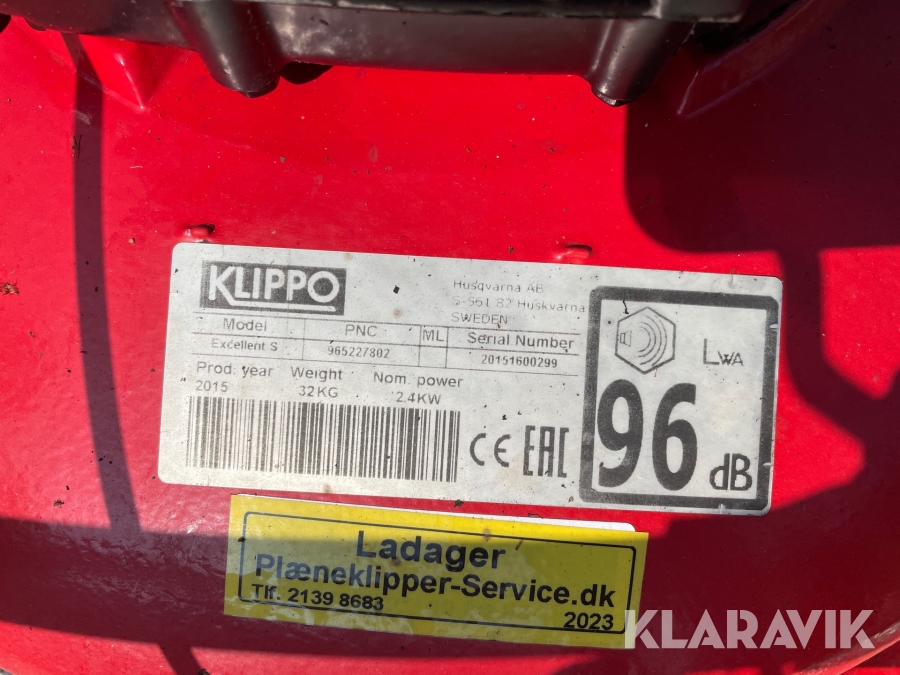 KLIPPO
Husqvarna AB
S-561 82 Huskvarna
SWEDEN
Model PNC ML Serial Number
Excellent S 965227802 20151600299
Prod. year Weight Nom. power
2015 32KG 2.4KW
CE EAC
LWA
96 dB
Ladager
Plæneklipper-Service.dk
Tlf. 2139 8683
2023
KLARAVIK